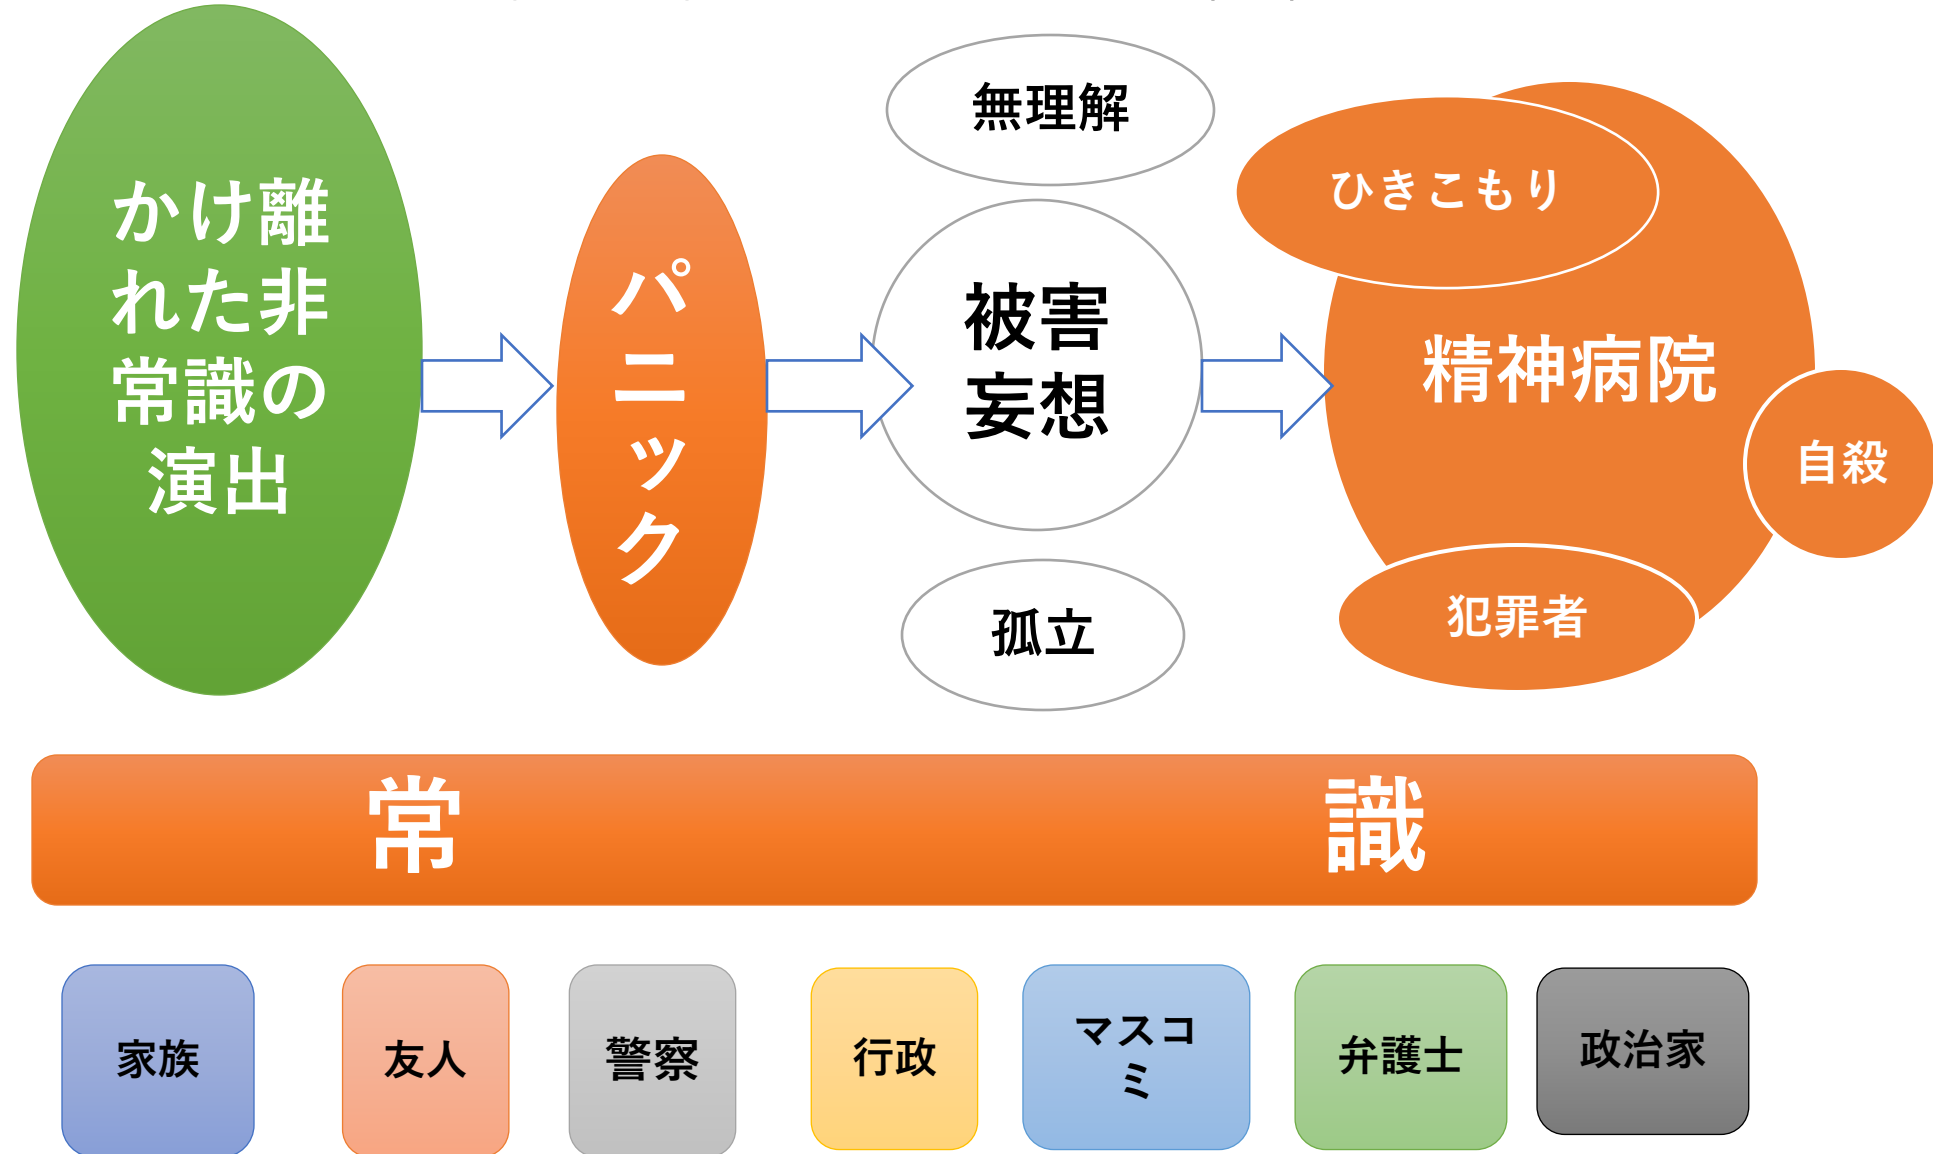 かけ離
れた非
常識の
演出
パニック
無理解
被害
妄想
孤立
ひきこもり
精神病院
自殺
犯罪者
常識
家族
友人
警察
行政
マスコ
ミ
弁護士
政治家